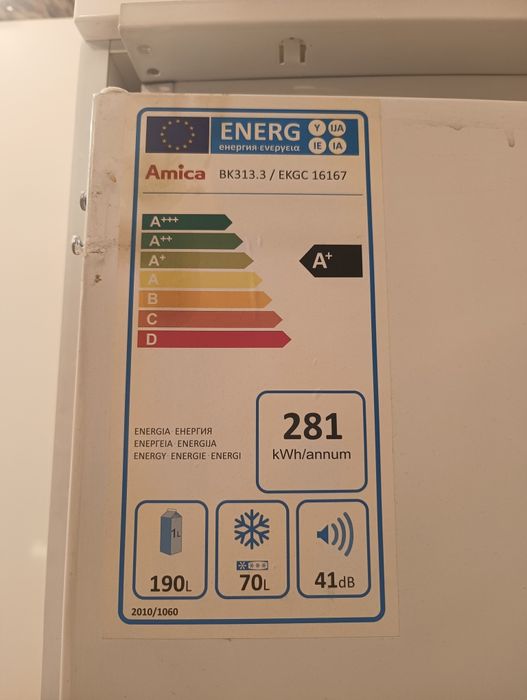 ENERG Y IJA
енергия·ενεργεια IE IA
Amica BK313.3 / EKGC 16167
A+++
A++
A+
A+
A
B
C
D
281
kWh/annum
ENERGIA·ЕНЕРГИЯ
ΕΝΕΡΓΕΙΑ·ENERGIJA
ENERGY·ENERGIE·ENERGI
1L
190L
70L
41dB
2010/1060